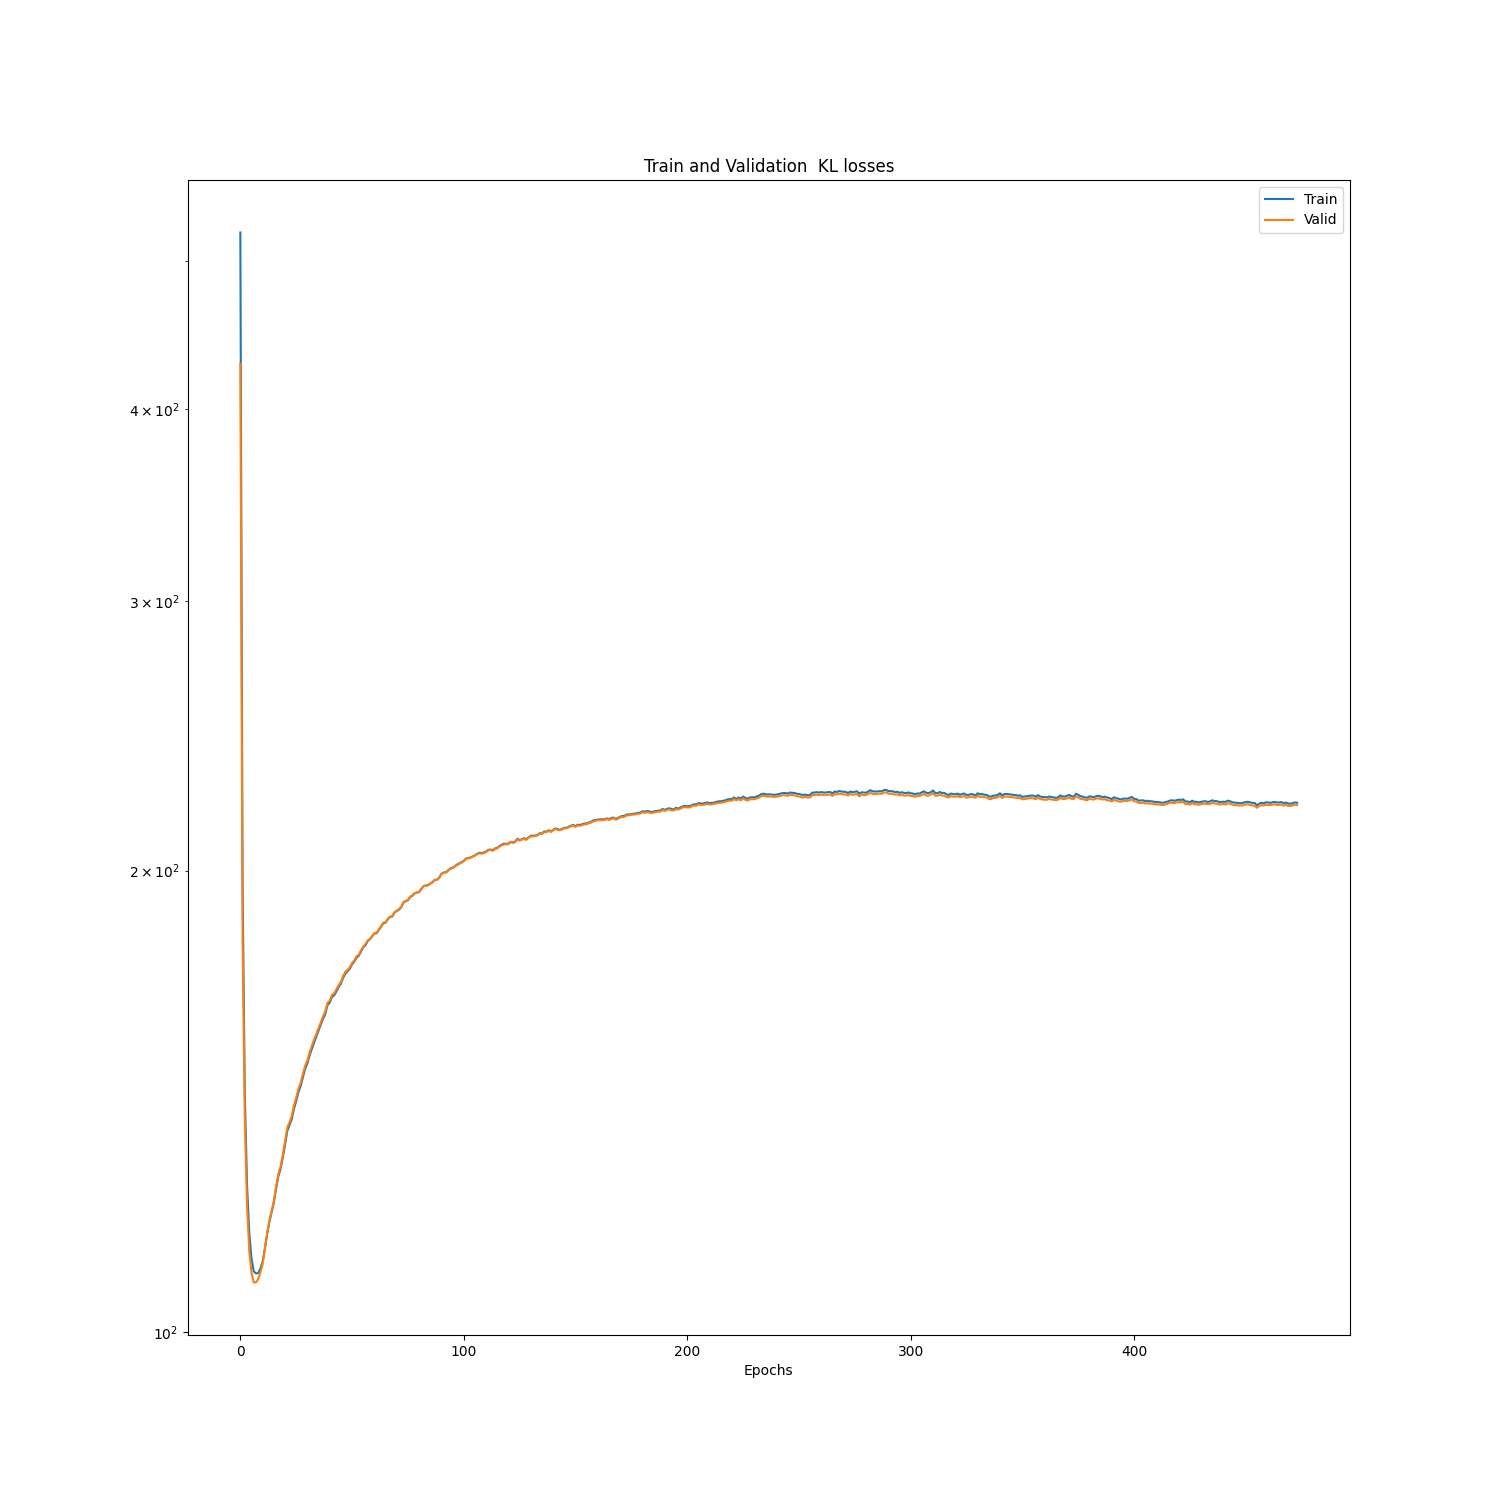 Train and Validation  KL losses
Train
Valid
4 × 10²
3 × 10²
2 × 10²
10²
0 100 200 300 400
Epochs